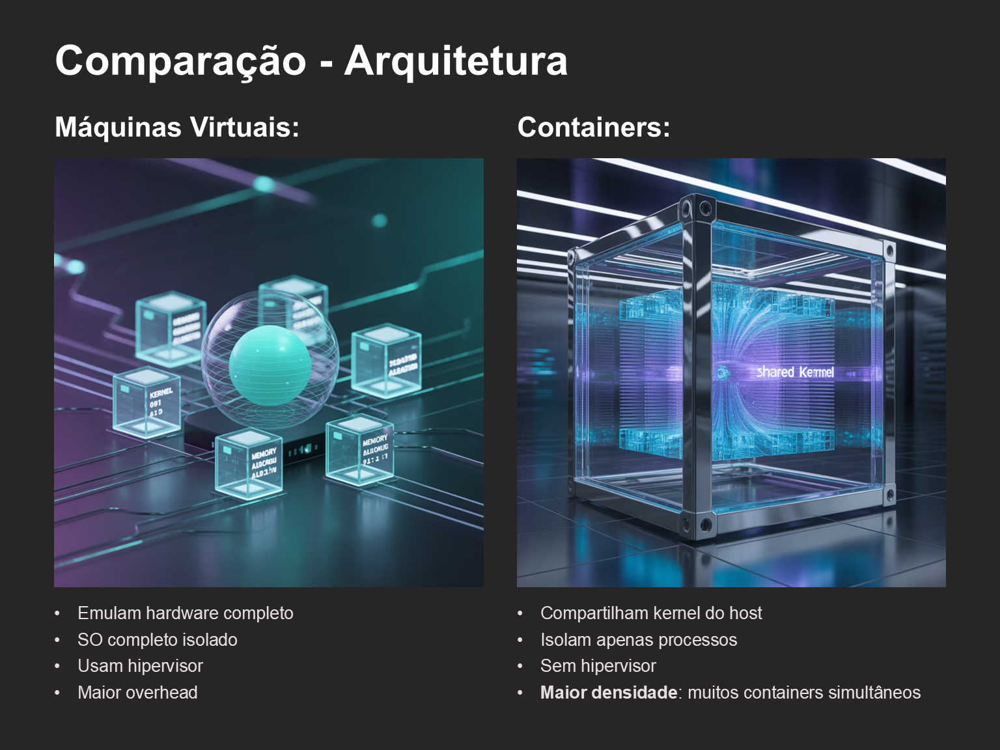 Comparação - Arquitetura
Máquinas Virtuais:
KERNEL
MEMORY
MEMORY
• Emulam hardware completo
• SO completo isolado
• Usam hipervisor
• Maior overhead
Containers:
shared Kernel
• Compartilham kernel do host
• Isolam apenas processos
• Sem hipervisor
• Maior densidade: muitos containers simultâneos